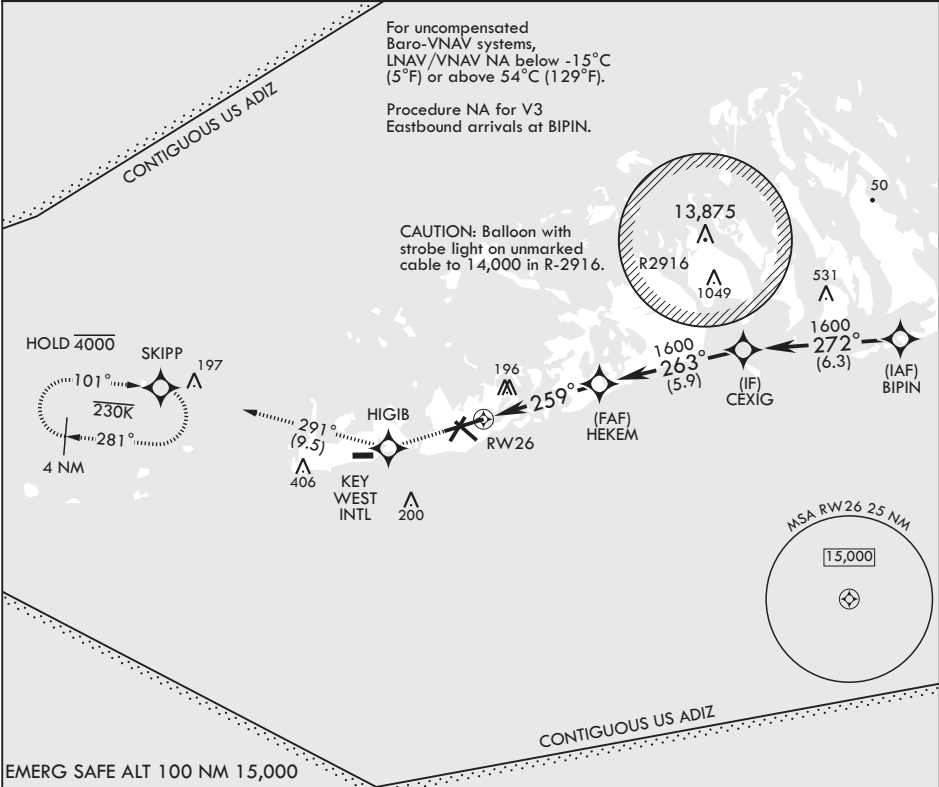 For uncompensated
Baro-VNAV systems,
LNAV/VNAV NA below -15°C
(5°F) or above 54°C (129°F).
Procedure NA for V3
Eastbound arrivals at BIPIN.
CONTIGUOUS US ADIZ
CAUTION: Balloon with
strobe light on unmarked
cable to 14,000 in R-2916.
13,875
R2916
1049
50
531
HOLD 4000
SKIPP
197
101°
230K
281°
4 NM
291°
(9.5)
406
HIGIB
KEY
WEST
INTL
200
196
RW26
259°
(FAF)
HEKEM
1600
263°
(5.9)
(IF)
CEXIG
1600
272°
(6.3)
(IAF)
BIPIN
MSA RW26 25 NM
15,000
CONTIGUOUS US ADIZ
EMERG SAFE ALT 100 NM 15,000